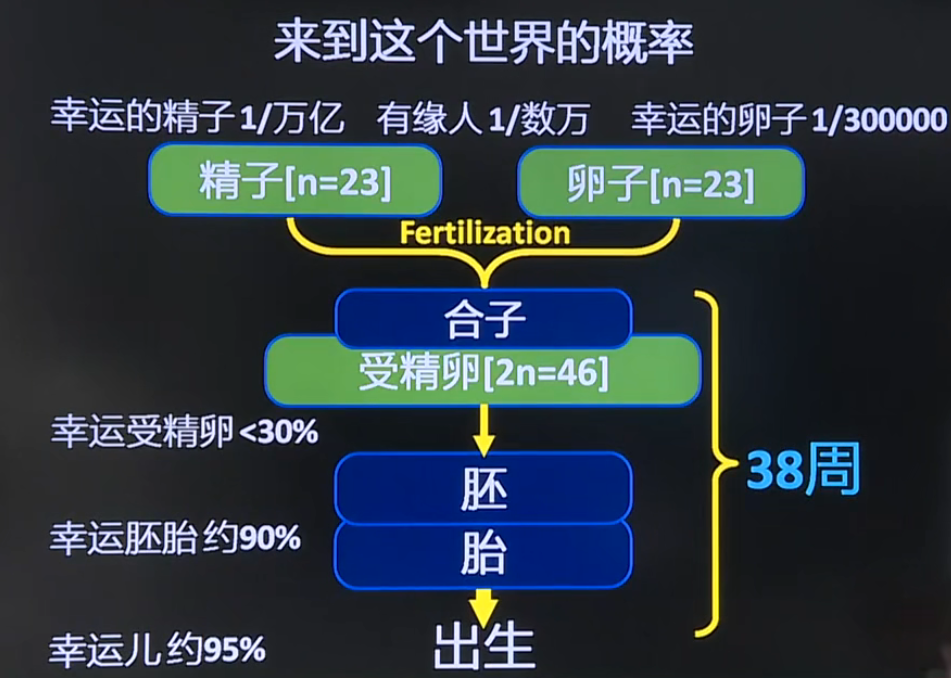 来到这个世界的概率
幸运的精子1/万亿 有缘人1/数万 幸运的卵子1/300000
精子[n=23] 卵子[n=23]
Fertilization
合子
受精卵[2n=46]
幸运受精卵<30%
胚
38周
幸运胚胎约90%
胎
幸运儿约95%
出生